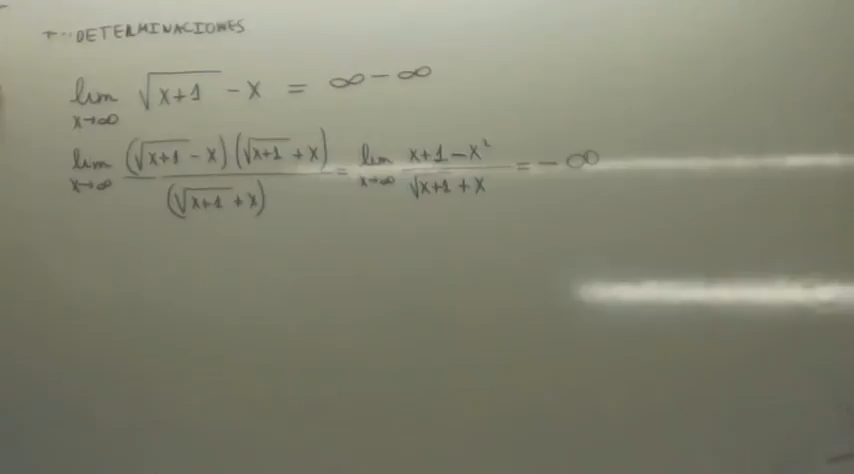 DETERMINACIONES
lim x→∞ √(x+1) - x = ∞ - ∞
lim x→∞ (√(x+1) - x)(√(x+1) + x) / (√(x+1) + x) = lim x→∞ (x+1-x²) / (√(x+1) + x) = -∞